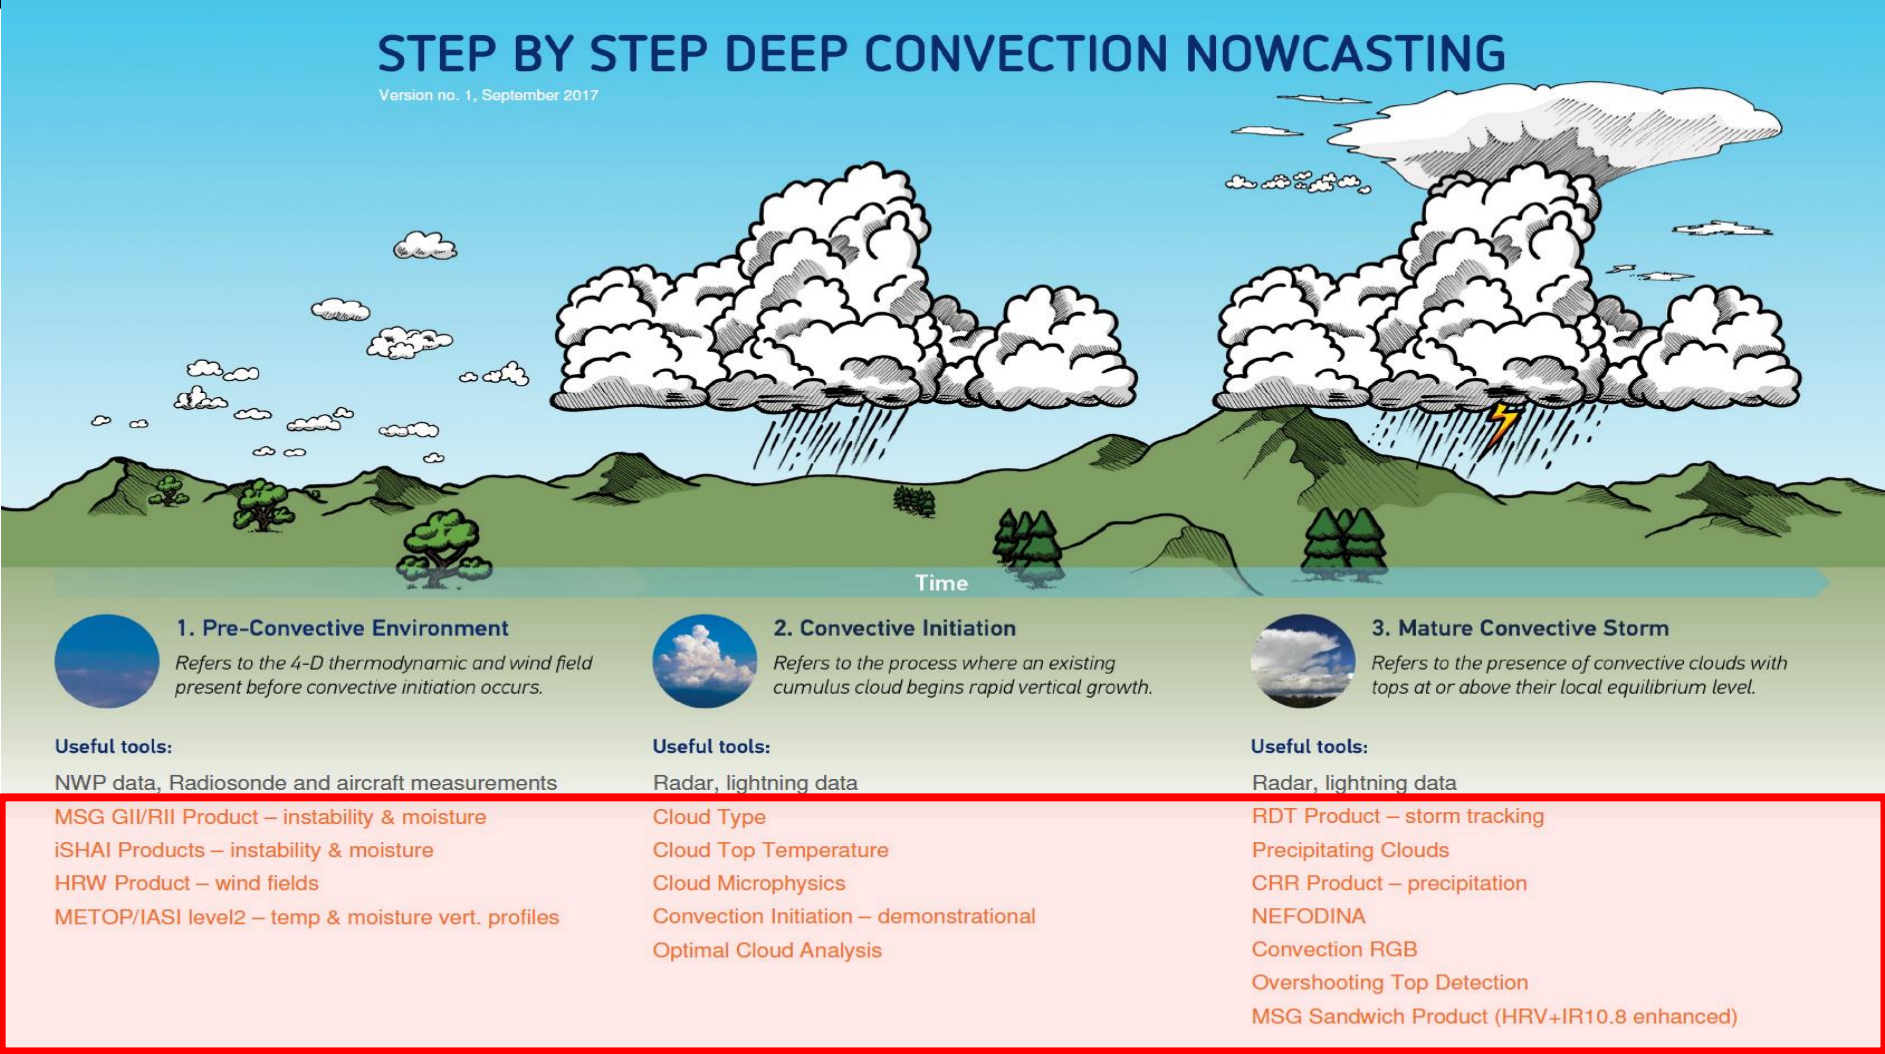 STEP BY STEP DEEP CONVECTION NOWCASTING
Version no. 1, September 2017
Time
1. Pre-Convective Environment
Refers to the 4-D thermodynamic and wind field
present before convective initiation occurs.
Useful tools:
NWP data, Radiosonde and aircraft measurements
MSG GII/RII Product – instability & moisture
iSHAI Products – instability & moisture
HRW Product – wind fields
METOP/IASI level2 – temp & moisture vert. profiles
2. Convective Initiation
Refers to the process where an existing
cumulus cloud begins rapid vertical growth.
Useful tools:
Radar, lightning data
Cloud Type
Cloud Top Temperature
Cloud Microphysics
Convection Initiation – demonstrational
Optimal Cloud Analysis
3. Mature Convective Storm
Refers to the presence of convective clouds with
tops at or above their local equilibrium level.
Useful tools:
Radar, lightning data
RDT Product – storm tracking
Precipitating Clouds
CRR Product – precipitation
NEFODINA
Convection RGB
Overshooting Top Detection
MSG Sandwich Product (HRV+IR10.8 enhanced)